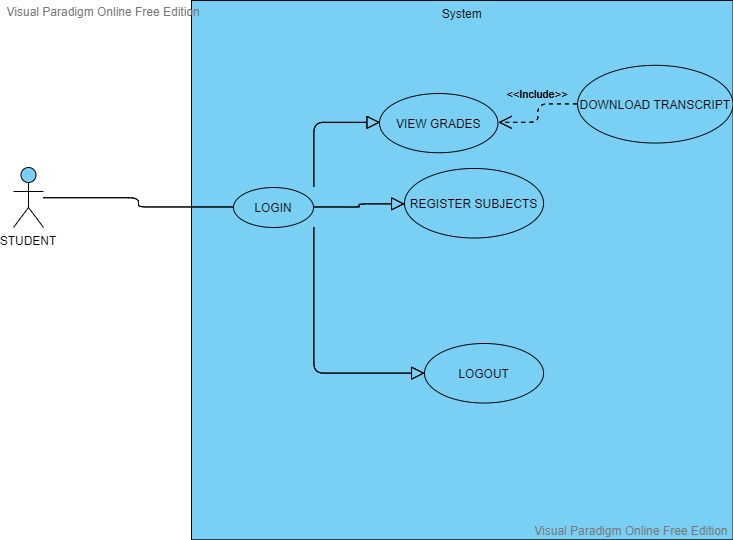 Visual Paradigm Online Free Edition
System
<<Include>>
DOWNLOAD TRANSCRIPT
VIEW GRADES
LOGIN
REGISTER SUBJECTS
STUDENT
LOGOUT
Visual Paradigm Online Free Edition